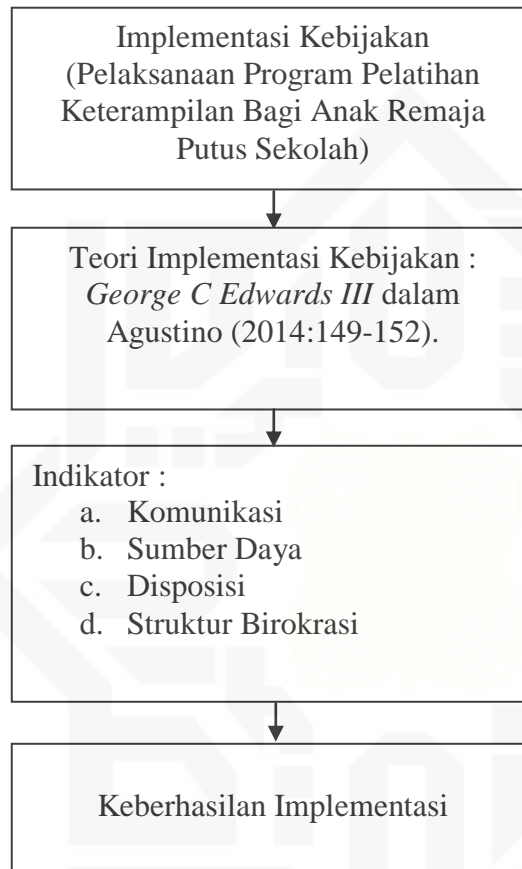 Implementasi Kebijakan
(Pelaksanaan Program Pelatihan
Keterampilan Bagi Anak Remaja
Putus Sekolah)
Teori Implementasi Kebijakan :
George C Edwards III dalam
Agustino (2014:149-152).
Indikator :
a. Komunikasi
b. Sumber Daya
c. Disposisi
d. Struktur Birokrasi
Keberhasilan Implementasi